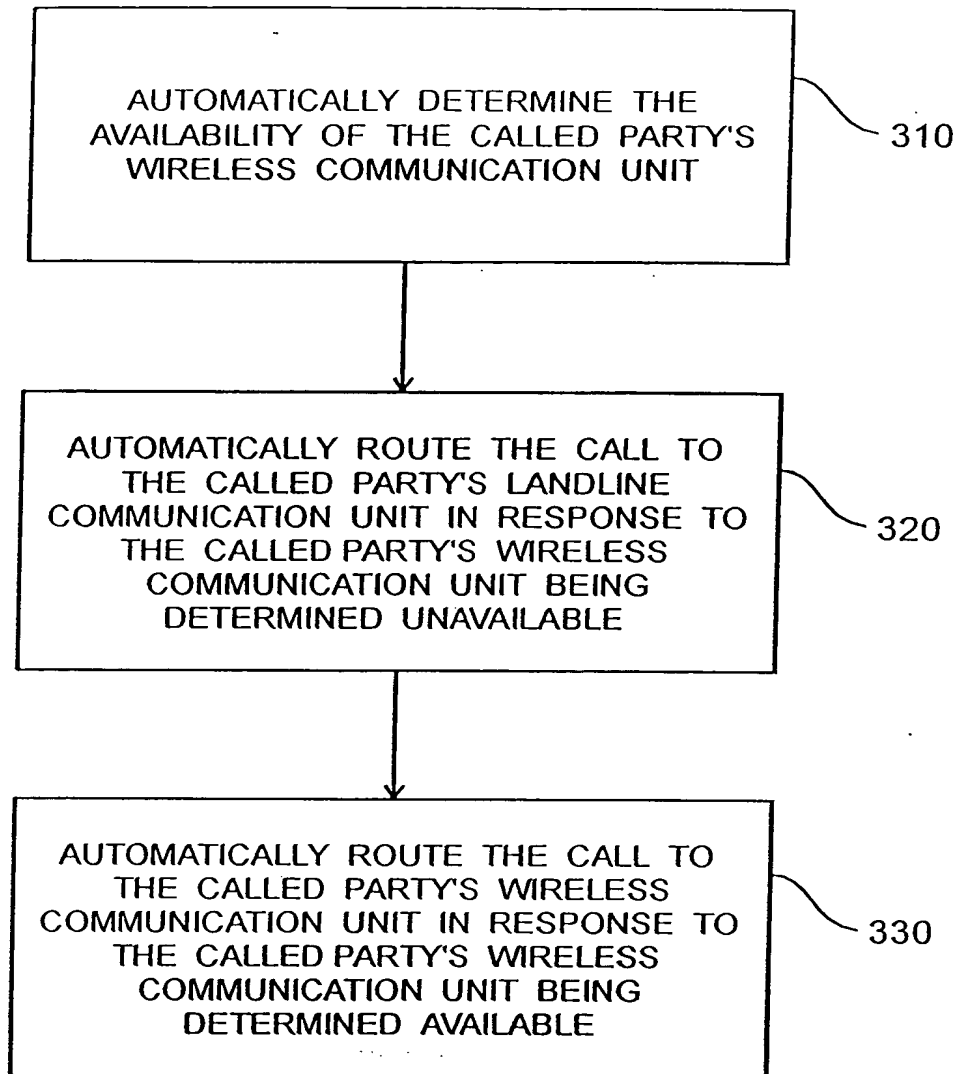 AUTOMATICALLY DETERMINE THE
AVAILABILITY OF THE CALLED PARTY'S
WIRELESS COMMUNICATION UNIT
310
AUTOMATICALLY ROUTE THE CALL TO
THE CALLED PARTY'S LANDLINE
COMMUNICATION UNIT IN RESPONSE TO
THE CALLED PARTY'S WIRELESS
COMMUNICATION UNIT BEING
DETERMINED UNAVAILABLE
320
AUTOMATICALLY ROUTE THE CALL TO
THE CALLED PARTY'S WIRELESS
COMMUNICATION UNIT IN RESPONSE TO
THE CALLED PARTY'S WIRELESS
COMMUNICATION UNIT BEING
DETERMINED AVAILABLE
330